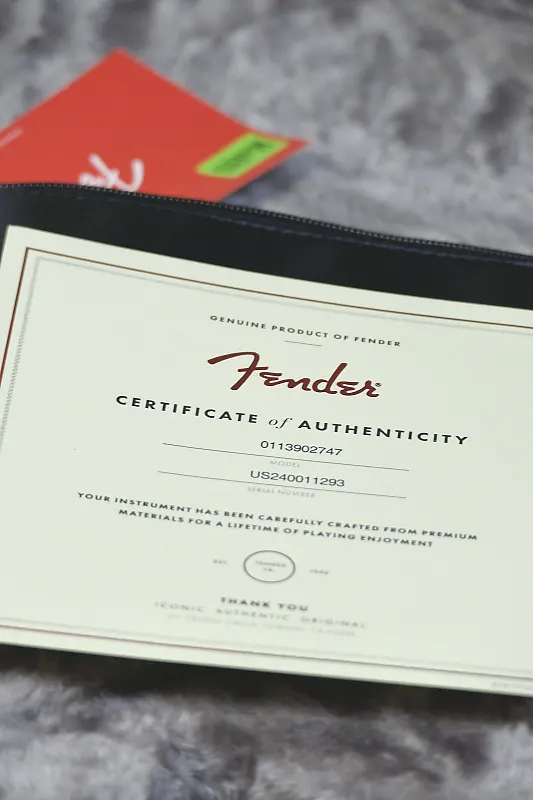 GENUINE PRODUCT OF FENDER
Fender
CERTIFICATE of AUTHENTICITY
0113902747
MODEL
US240011293
SERIAL NUMBER
YOUR INSTRUMENT HAS BEEN CAREFULLY CRAFTED FROM PREMIUM
MATERIALS FOR A LIFETIME OF PLAYING ENJOYMENT
THANK YOU
ICONIC AUTHENTIC ORIGINAL